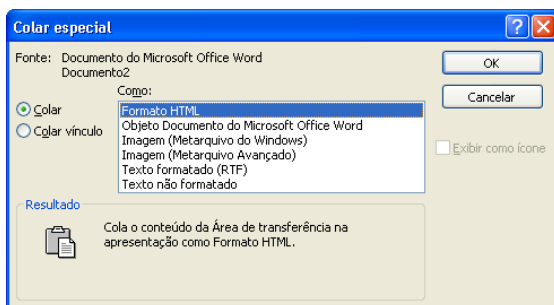 Colar especial
Fonte: Documento do Microsoft Office Word
Documento2
OK
Como:
Cancelar
Colar
Colar vínculo
Formato HTML
Objeto Documento do Microsoft Office Word
Imagem (Metarquivo do Windows)
Imagem (Metarquivo Avançado)
Texto formatado (RTF)
Texto não formatado
Exibir como ícone
Resultado
Cola o conteúdo da Área de transferência na
apresentação como Formato HTML.